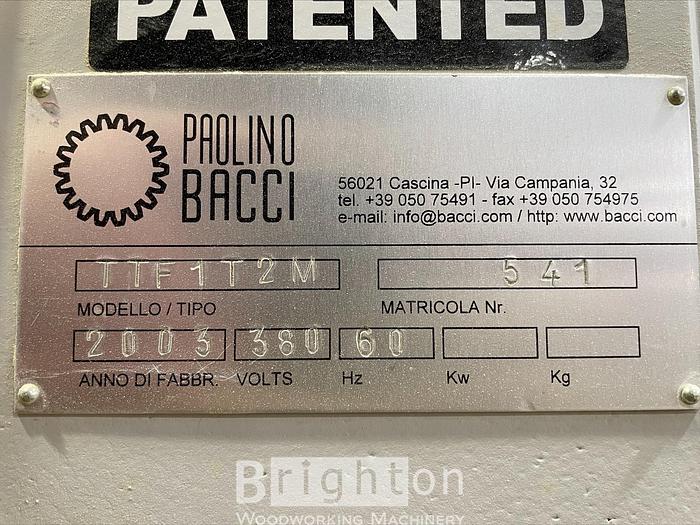 PATENTED
PAOLINO
BACCI
56021 Cascina -PI- Via Campania, 32
tel. +39 050 75491 - fax +39 050 754975
e-mail: info@bacci.com / http: www.bacci.com
TTF1T2M 541
MODELLO / TIPO MATRICOLA Nr.
2003 380 60
ANNO DI FABBR. VOLTS Hz Kw Kg
Brighton
WOODWORKING MACHINERY